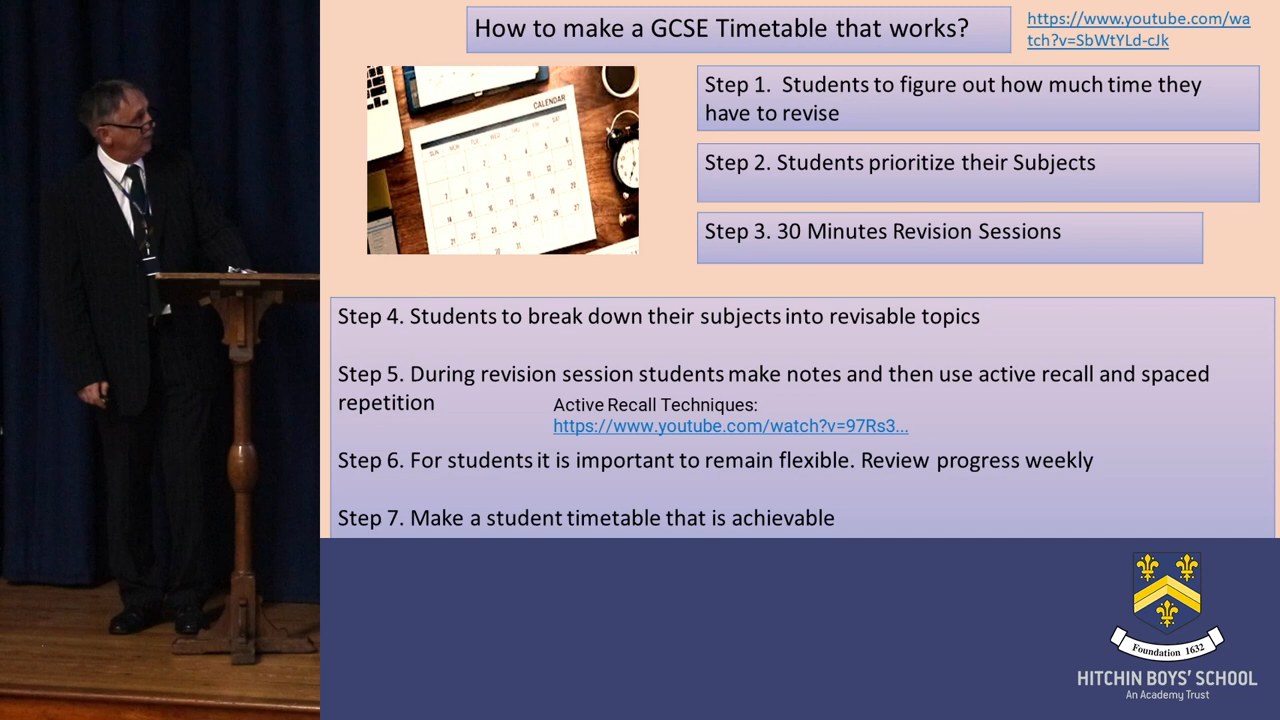 How to make a GCSE Timetable that works?
https://www.youtube.com/wa
tch?v=SbWtYLd-cJk
CALENDAR
Step 1. Students to figure out how much time they
have to revise
Step 2. Students prioritize their Subjects
Step 3. 30 Minutes Revision Sessions
Step 4. Students to break down their subjects into revisable topics
Step 5. During revision session students make notes and then use active recall and spaced
repetition
Active Recall Techniques:
https://www.youtube.com/watch?v=97Rs3...
Step 6. For students it is important to remain flexible. Review progress weekly
Step 7. Make a student timetable that is achievable
Foundation 1632
HITCHIN BOYS' SCHOOL
An Academy Trust